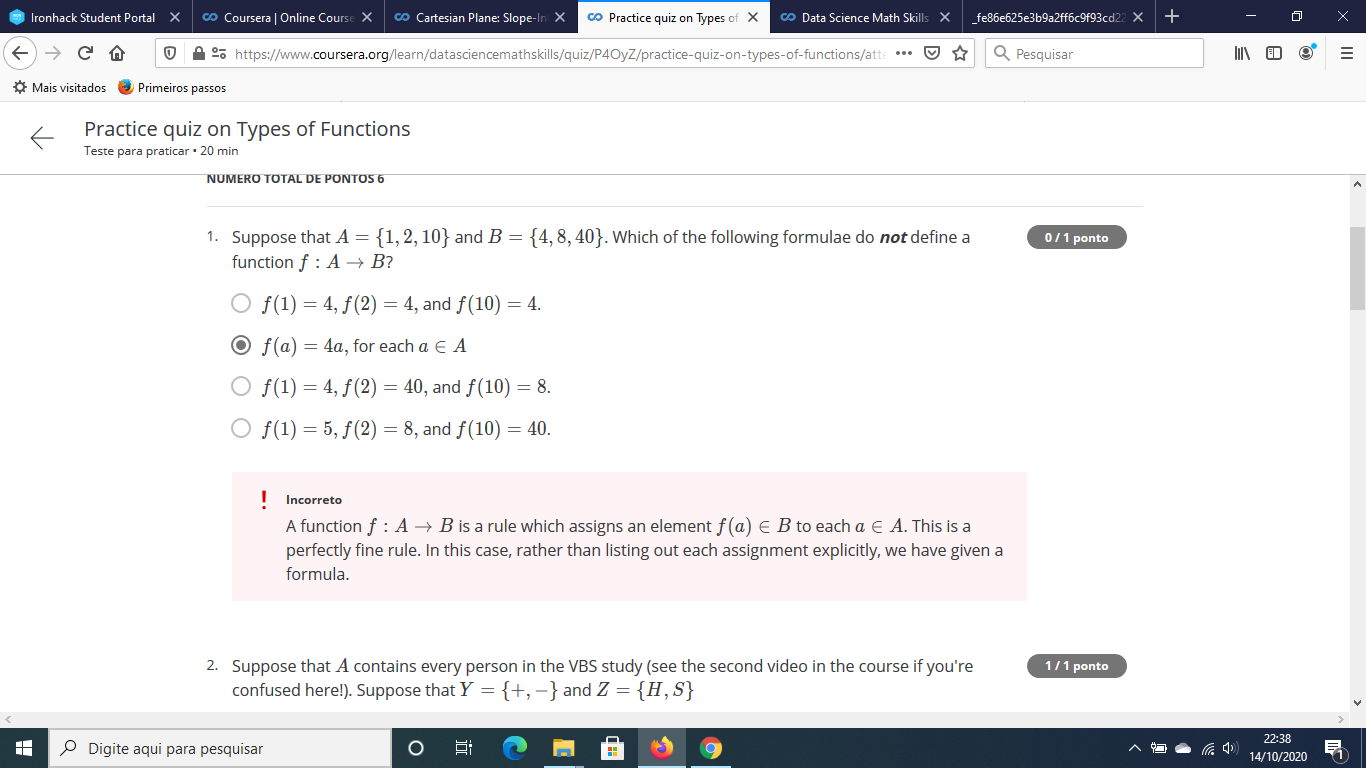 Ironhack Student Portal
Coursera | Online Course
Cartesian Plane: Slope-In
Practice quiz on Types of
Data Science Math Skills
_fe86e625e3b9a2ff6c9f93cd22
https://www.coursera.org/learn/datasciencemathskills/quiz/P4OyZ/practice-quiz-on-types-of-functions/atte
Pesquisar
Mais visitados
Primeiros passos
Practice quiz on Types of Functions
Teste para praticar • 20 min
NÚMERO TOTAL DE PONTOS 6
1. Suppose that A = {1, 2, 10} and B = {4, 8, 40}. Which of the following formulae do not define a
function f : A → B?
0 / 1 ponto
f(1) = 4, f(2) = 4, and f(10) = 4.
f(a) = 4a, for each a ∈ A
f(1) = 4, f(2) = 40, and f(10) = 8.
f(1) = 5, f(2) = 8, and f(10) = 40.
! Incorreto
A function f : A → B is a rule which assigns an element f(a) ∈ B to each a ∈ A. This is a
perfectly fine rule. In this case, rather than listing out each assignment explicitly, we have given a
formula.
2. Suppose that A contains every person in the VBS study (see the second video in the course if you're
confused here!). Suppose that Y = {+, −} and Z = {H, S}
1 / 1 ponto
Digite aqui para pesquisar
22:38
14/10/2020
1